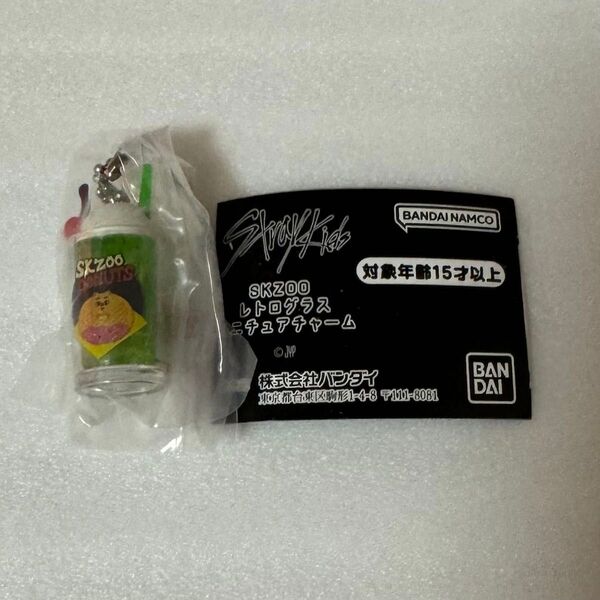 SKZOO
DONUTS
Stray Kids
BANDAI NAMCO
対象年齢15才以上
SKZOO
レトログラス
ニチュアチャーム
©JYP
株式会社バンダイ
東京都台東区駒形1-4-8 〒111-8081
BAN
DAI